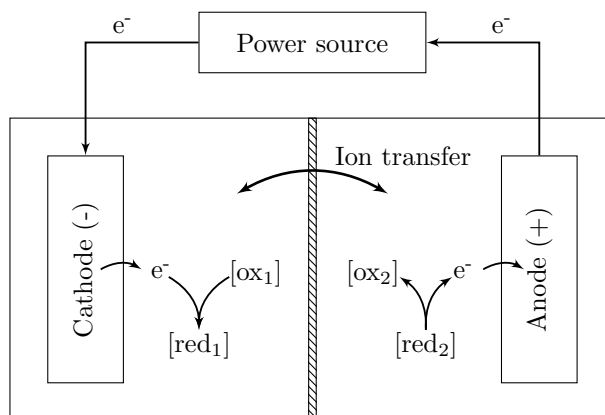 e- Power source e-
Ion transfer
Cathode (-)
e- [ox1]
[red1]
[ox2] e-
[red2]
Anode (+)